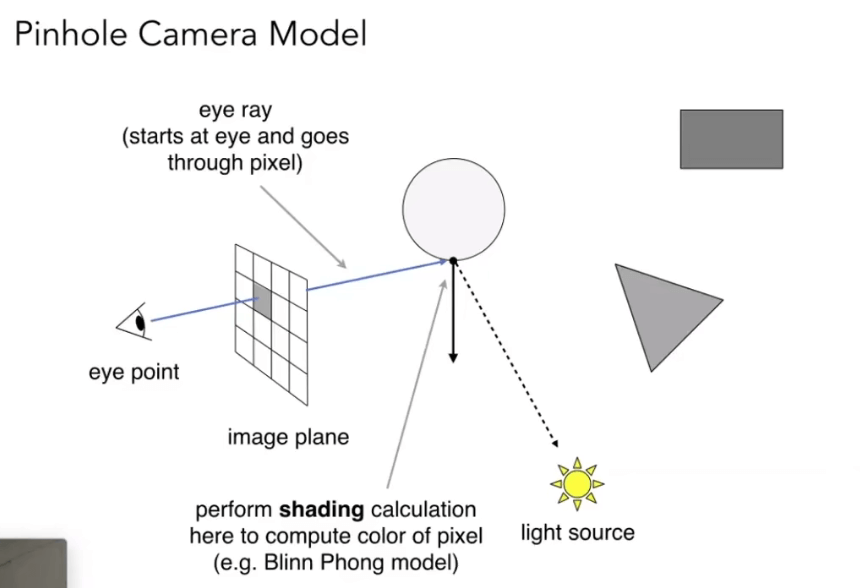 Pinhole Camera Model
eye ray
(starts at eye and goes
through pixel)
eye point
image plane
perform shading calculation
here to compute color of pixel
(e.g. Blinn Phong model)
light source